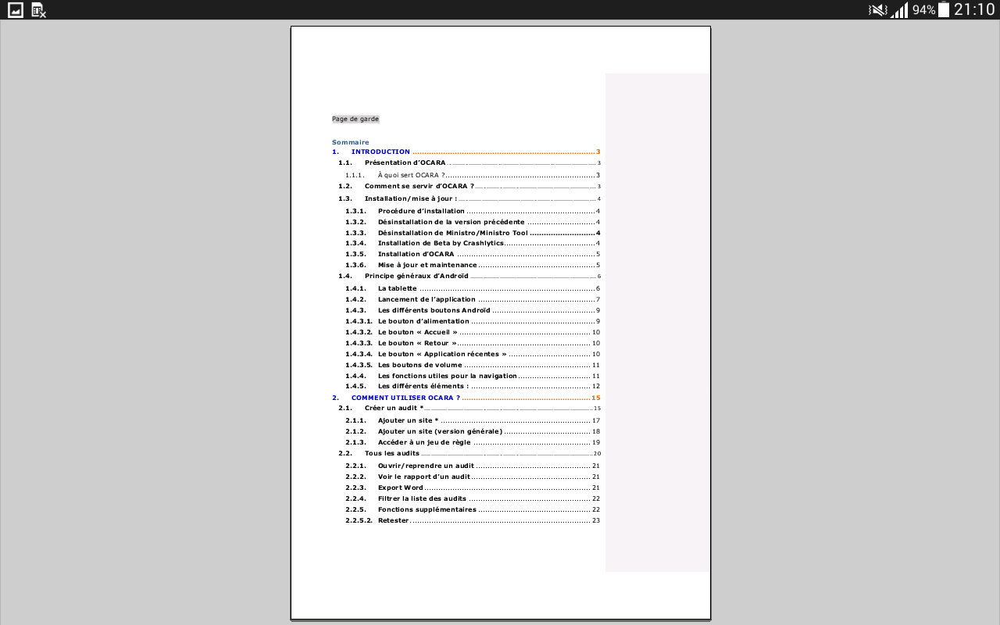 94% 21:10
Page de garde
Sommaire
1. INTRODUCTION 3
1.1. Présentation d'OCARA 3
1.1.1. À quoi sert OCARA ? 3
1.2. Comment se servir d'OCARA ? 3
1.3. Installation/mise à jour : 4
1.3.1. Procédure d'installation 4
1.3.2. Désinstallation de la version précédente 4
1.3.3. Désinstallation de Ministro/Ministro Tool 4
1.3.4. Installation de Beta by Crashlytics 4
1.3.5. Installation d'OCARA 5
1.3.6. Mise à jour et maintenance 5
1.4. Principe généraux d'Androïd 6
1.4.1. La tablette 6
1.4.2. Lancement de l'application 7
1.4.3. Les différents boutons Androïd 9
1.4.3.1. Le bouton d'alimentation 9
1.4.3.2. Le bouton « Accueil » 10
1.4.3.3. Le bouton « Retour » 10
1.4.3.4. Le bouton « Application récentes » 10
1.4.3.5. Les boutons de volume 11
1.4.4. Les fonctions utiles pour la navigation 11
1.4.5. Les différents éléments : 12
2. COMMENT UTILISER OCARA ? 15
2.1. Créer un audit * 15
2.1.1. Ajouter un site * 17
2.1.2. Ajouter un site (version générale) 18
2.1.3. Accéder à un jeu de règle 19
2.2. Tous les audits 20
2.2.1. Ouvrir/reprendre un audit 21
2.2.2. Voir le rapport d'un audit 21
2.2.3. Export Word 21
2.2.4. Filtrer la liste des audits 22
2.2.5. Fonctions supplémentaires 22
2.2.5.2. Retester 23